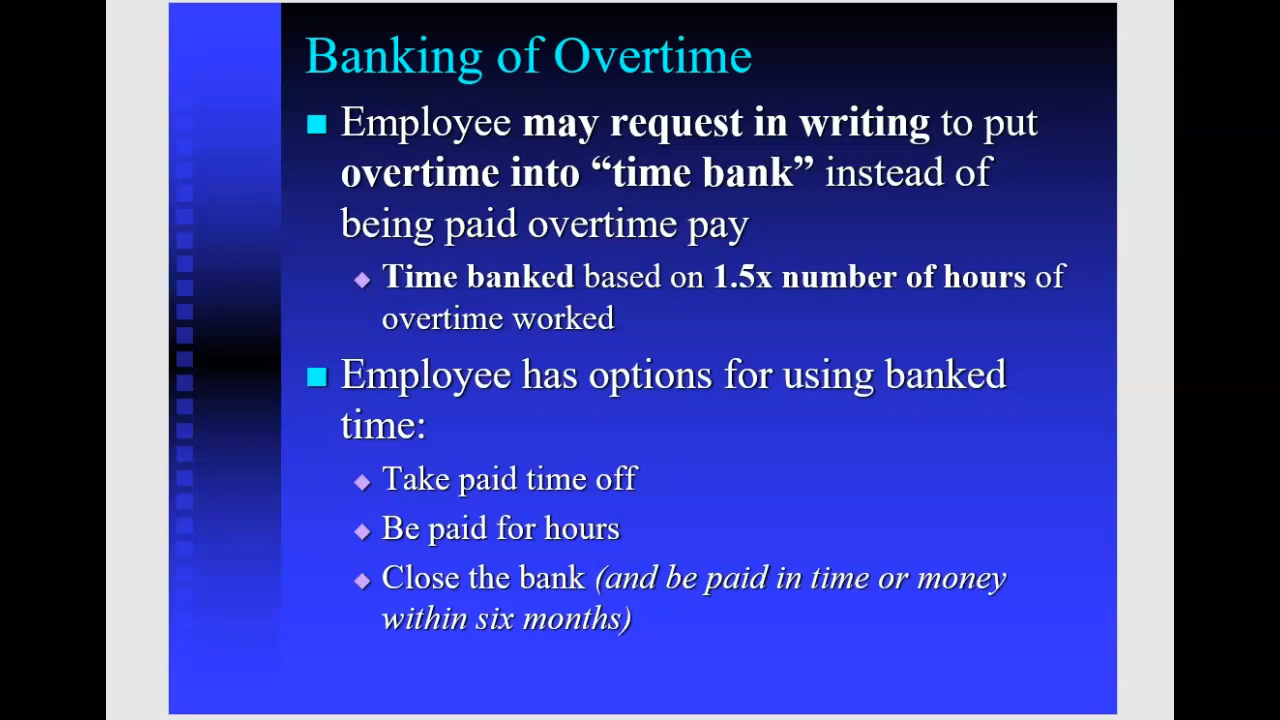 Banking of Overtime
Employee may request in writing to put
overtime into “time bank” instead of
being paid overtime pay
Time banked based on 1.5x number of hours of
overtime worked
Employee has options for using banked
time:
Take paid time off
Be paid for hours
Close the bank (and be paid in time or money
within six months)